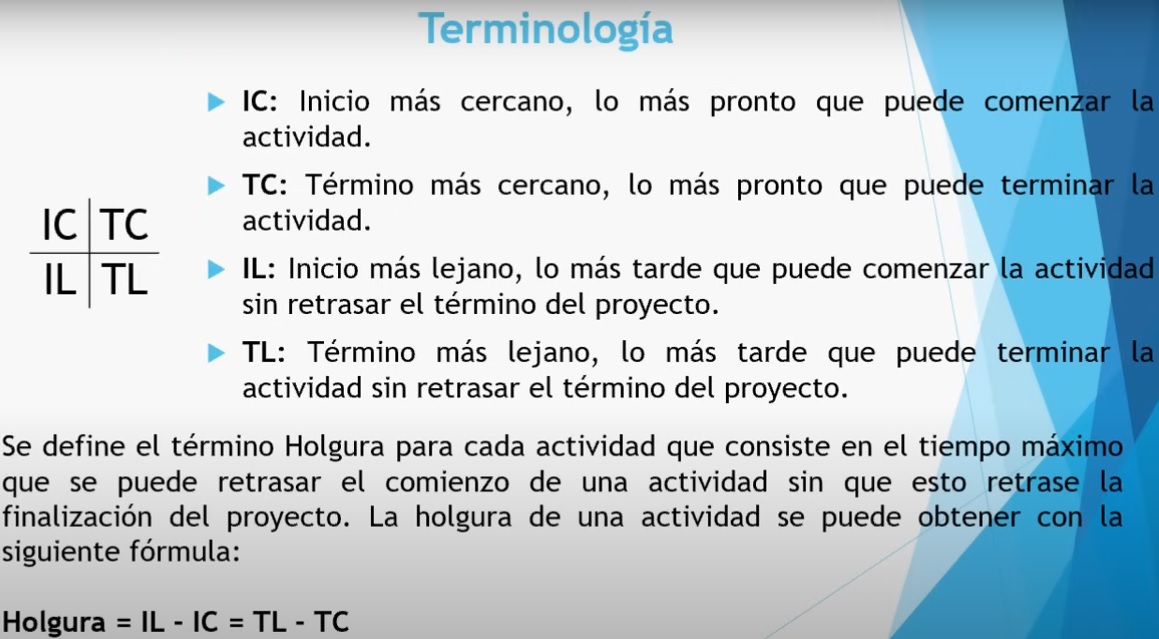 Terminología
IC: Inicio más cercano, lo más pronto que puede comenzar la
actividad.
TC: Término más cercano, lo más pronto que puede terminar la
actividad.
IC TC
IL TL
IL: Inicio más lejano, lo más tarde que puede comenzar la actividad
sin retrasar el término del proyecto.
TL: Término más lejano, lo más tarde que puede terminar la
actividad sin retrasar el término del proyecto.
Se define el término Holgura para cada actividad que consiste en el tiempo máximo
que se puede retrasar el comienzo de una actividad sin que esto retrase la
finalización del proyecto. La holgura de una actividad se puede obtener con la
siguiente fórmula:
Holgura = IL - IC = TL - TC